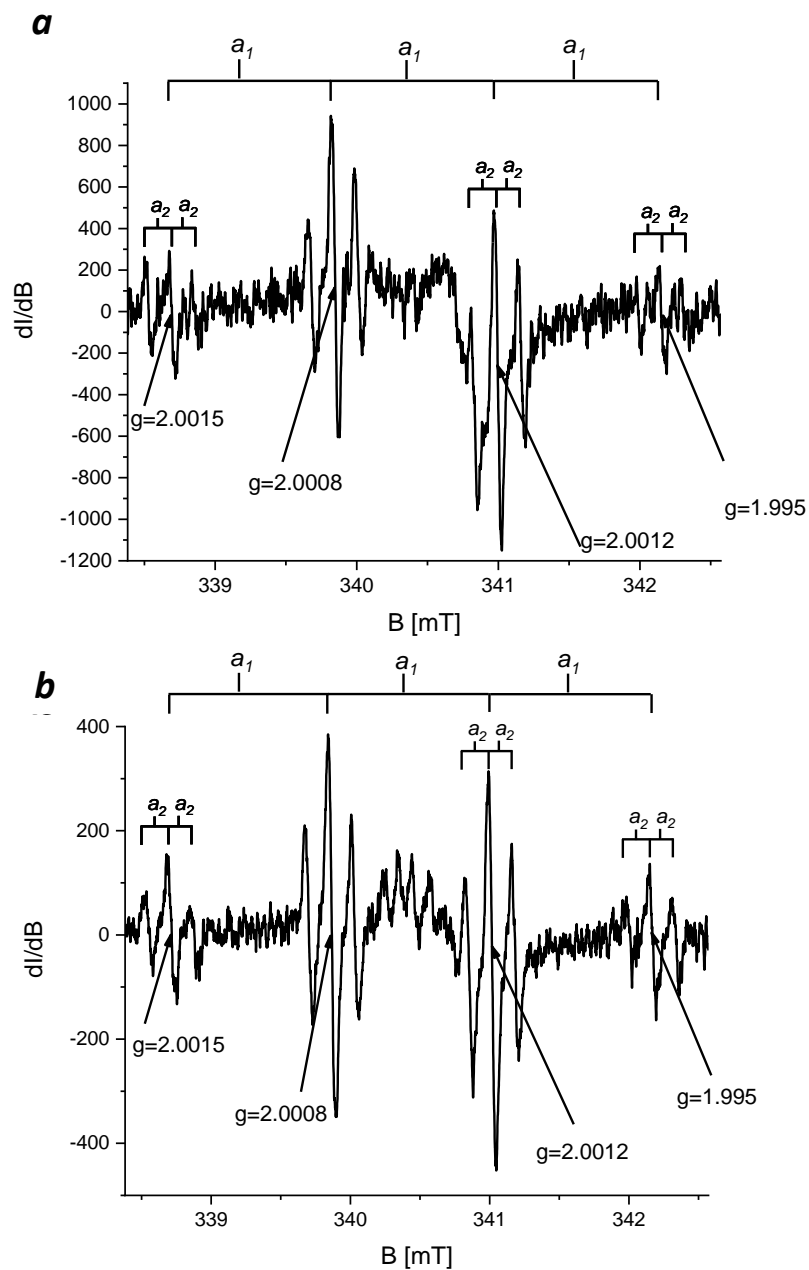 a
a1 a1 a1
1000
800
600
400
200
0
-200
-400
-600
-800
-1000
-1200
dI/dB
a2 a2
a2 a2
a2 a2
g=2.0015
g=2.0008
g=2.0012
g=1.995
339 340 341 342
B [mT]
b
a1 a1 a1
400
200
0
-200
-400
dI/dB
a2 a2
a2 a2
a2 a2
g=2.0015
g=2.0008
g=2.0012
g=1.995
339 340 341 342
B [mT]